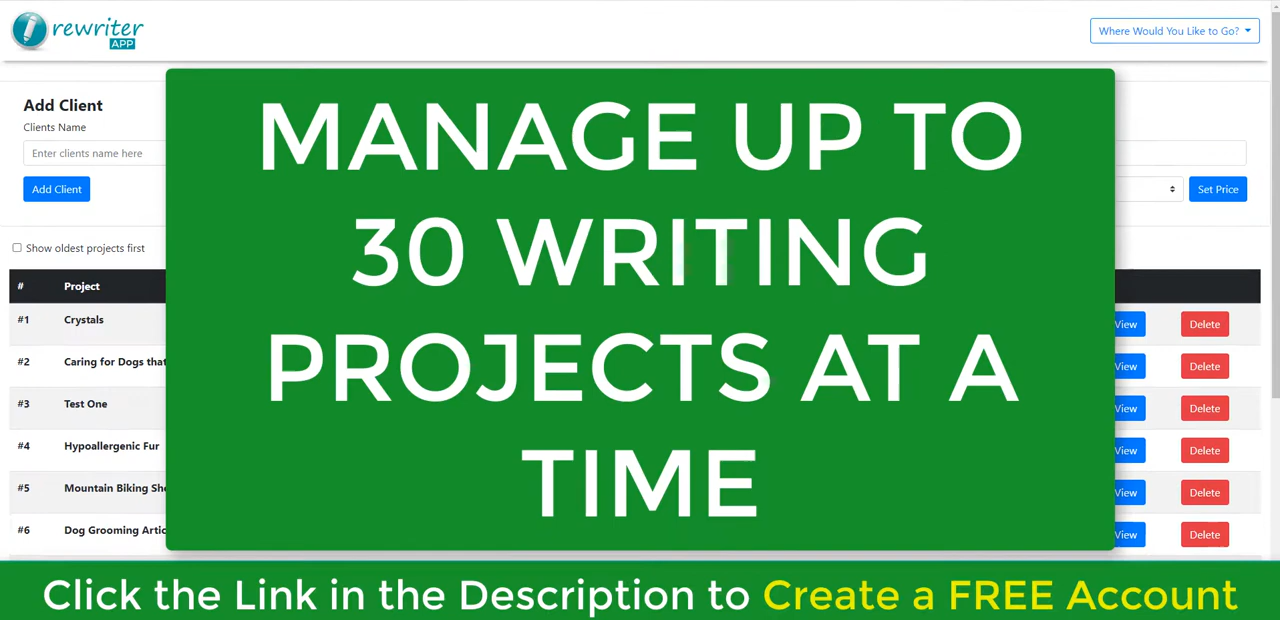 rewriter
APP
Where Would You Like to Go?
Add Client
Clients Name
Enter clients name here
Add Client
Set Price
Show oldest projects first
# Project
#1 Crystals View Delete
#2 Caring for Dogs that View Delete
#3 Test One View Delete
#4 Hypoallergenic Fur View Delete
#5 Mountain Biking She View Delete
#6 Dog Grooming Artic View Delete
MANAGE UP TO
30 WRITING
PROJECTS AT A
TIME
Click the Link in the Description to Create a FREE Account